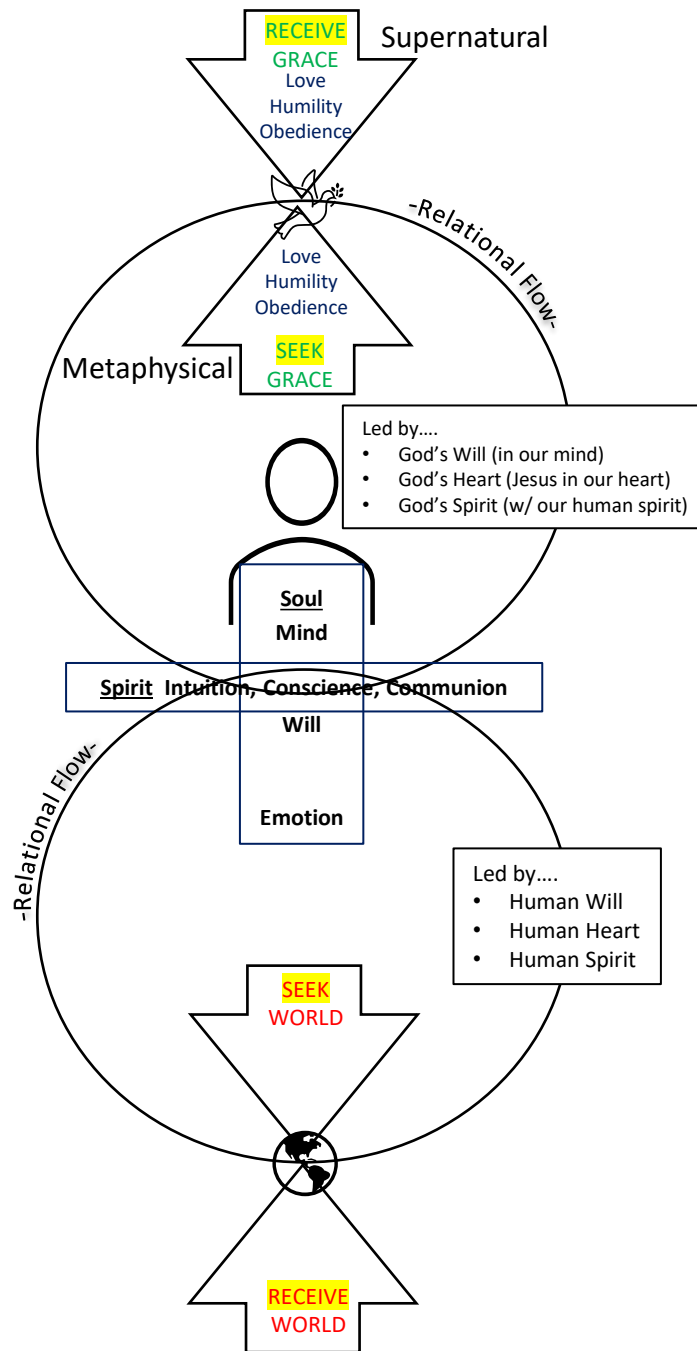 RECEIVE
GRACE
Love
Humility
Obedience
Supernatural
-Relational Flow-
Love
Humility
Obedience
SEEK
GRACE
Metaphysical
Led by....
• God’s Will (in our mind)
• God’s Heart (Jesus in our heart)
• God’s Spirit (w/ our human spirit)
Soul
Mind
Spirit Intuition, Conscience, Communion
Will
Emotion
-Relational Flow-
Led by....
• Human Will
• Human Heart
• Human Spirit
SEEK
WORLD
RECEIVE
WORLD